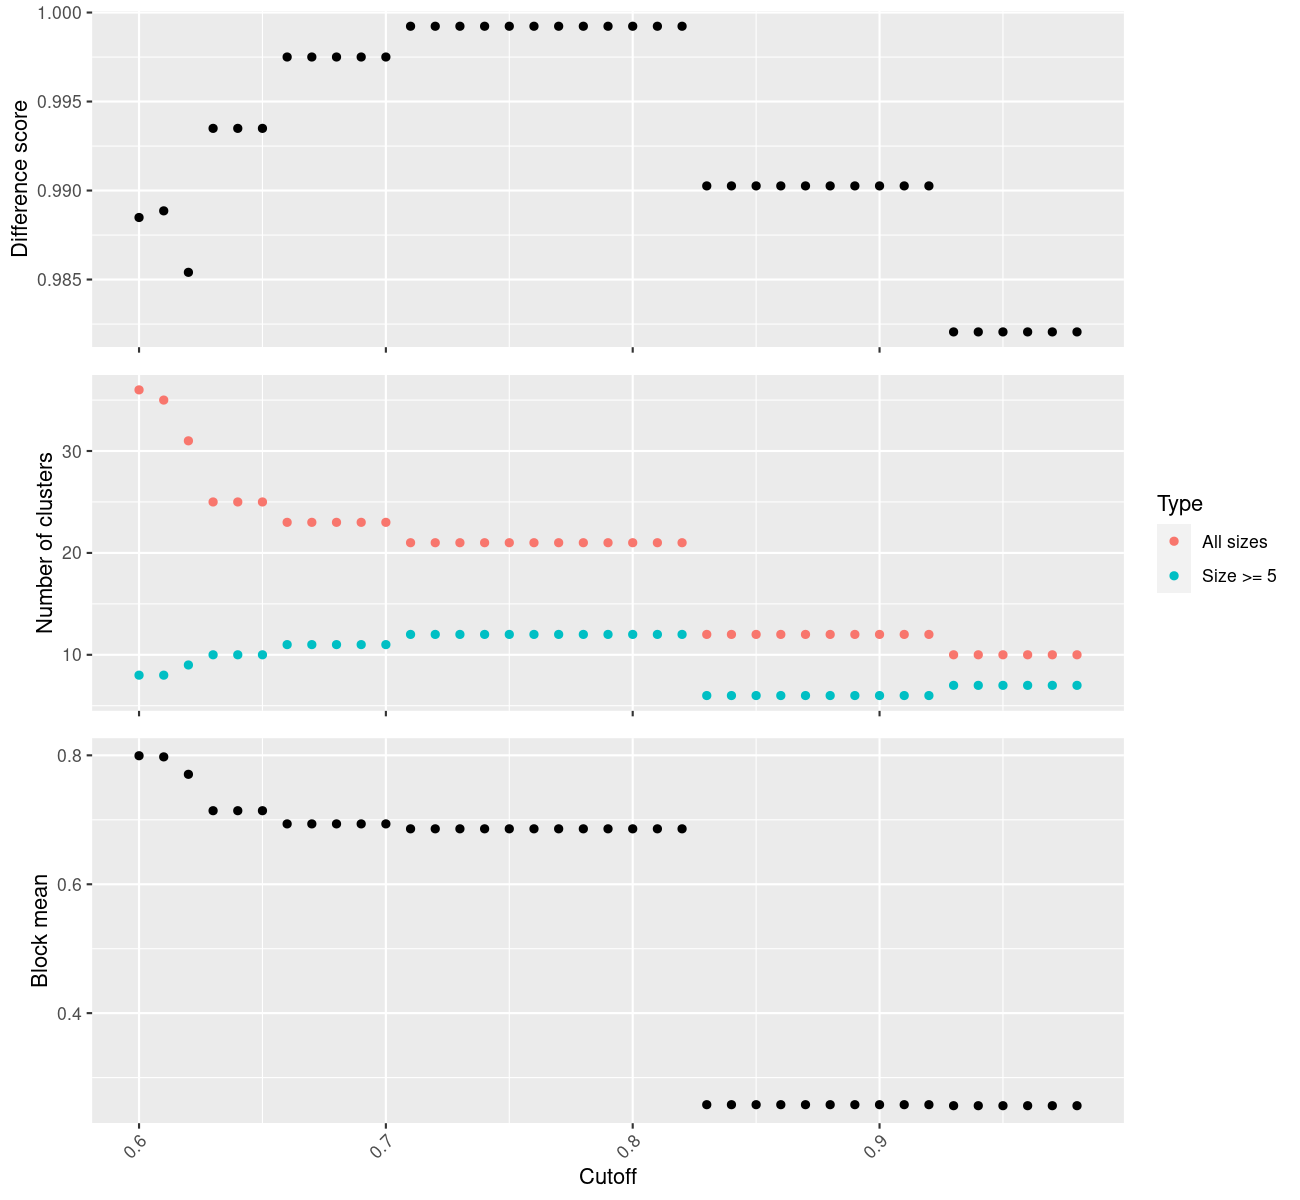 Difference score
1.000
0.995
0.990
0.985
Number of clusters
30
20
10
Type
All sizes
Size >= 5
Block mean
0.8
0.6
0.4
0.6
0.7
0.8
0.9
Cutoff